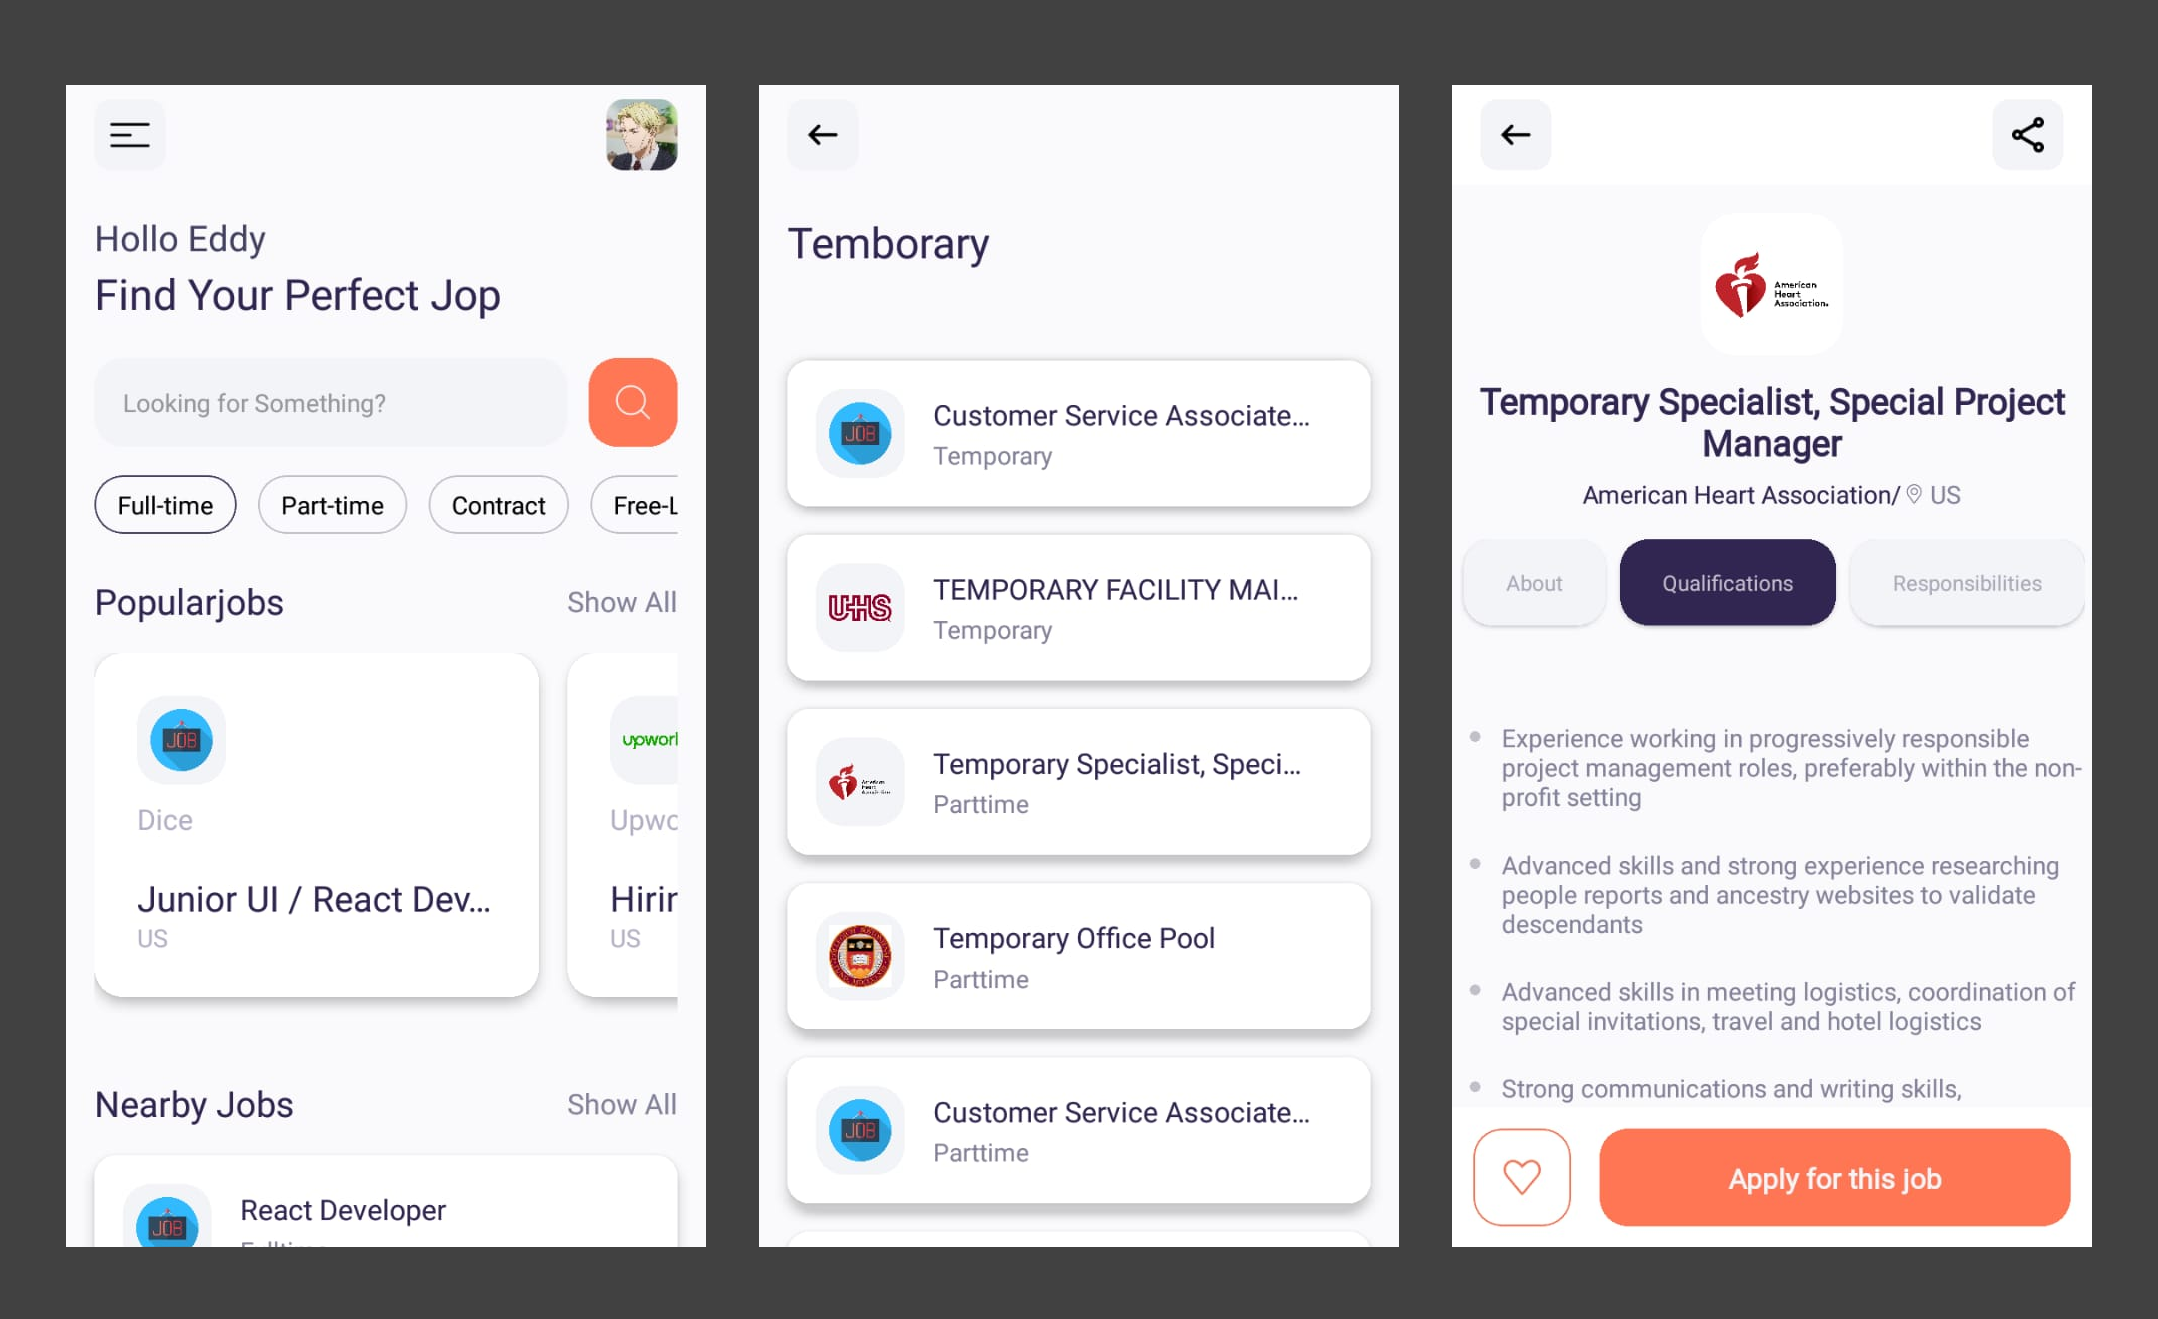 Hollo Eddy
Find Your Perfect Jop
Looking for Something?
Full-time
Part-time
Contract
Free-L
Popularjobs
Show All
JOB
Dice
Junior UI / React Dev...
US
upwork
Upwo
Hirin
US
Nearby Jobs
Show All
JOB
React Developer
Temborary
JOB
Customer Service Associate...
Temporary
UHS
TEMPORARY FACILITY MAI...
Temporary
American
Heart
Association.
Temporary Specialist, Speci...
Parttime
Temporary Office Pool
Parttime
JOB
Customer Service Associate...
Parttime
American
Heart
Association.
Temporary Specialist, Special Project
Manager
American Heart Association/ US
About
Qualifications
Responsibilities
Experience working in progressively responsible
project management roles, preferably within the non-
profit setting
Advanced skills and strong experience researching
people reports and ancestry websites to validate
descendants
Advanced skills in meeting logistics, coordination of
special invitations, travel and hotel logistics
Strong communications and writing skills,
Apply for this job